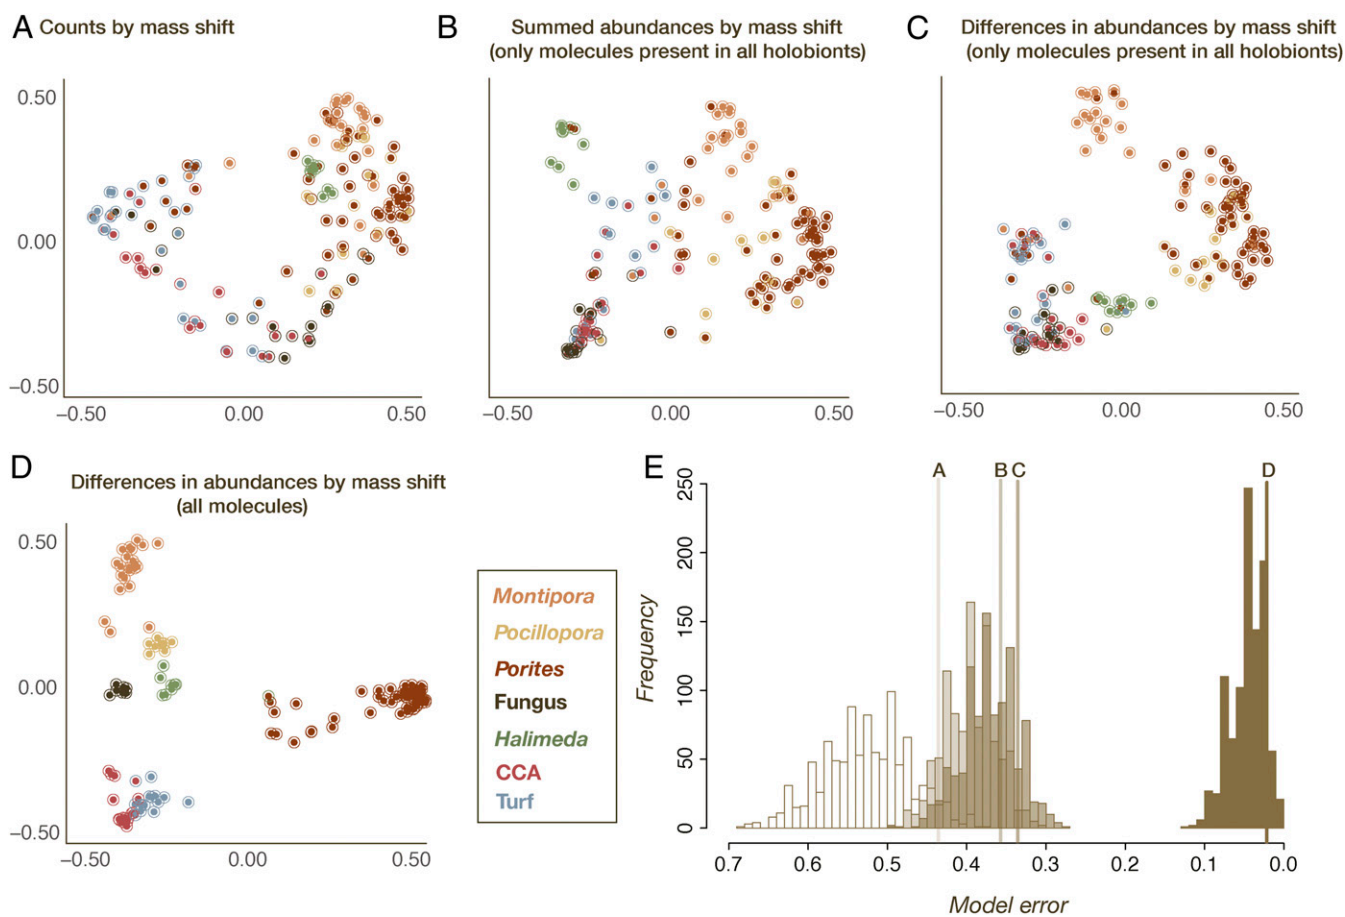 A Counts by mass shift
B Summed abundances by mass shift
(only molecules present in all holobionts)
C Differences in abundances by mass shift
(only molecules present in all holobionts)
0.50
0.00
−0.50
−0.50 0.00 0.50
−0.50 0.00 0.50
−0.50 0.00 0.50
D Differences in abundances by mass shift
(all molecules)
0.50
0.00
−0.50
−0.50 0.00 0.50
Montipora
Pocillopora
Porites
Fungus
Halimeda
CCA
Turf
E
A B C D
Frequency
250
200
150
100
50
0
0.7 0.6 0.5 0.4 0.3 0.2 0.1 0.0
Model error